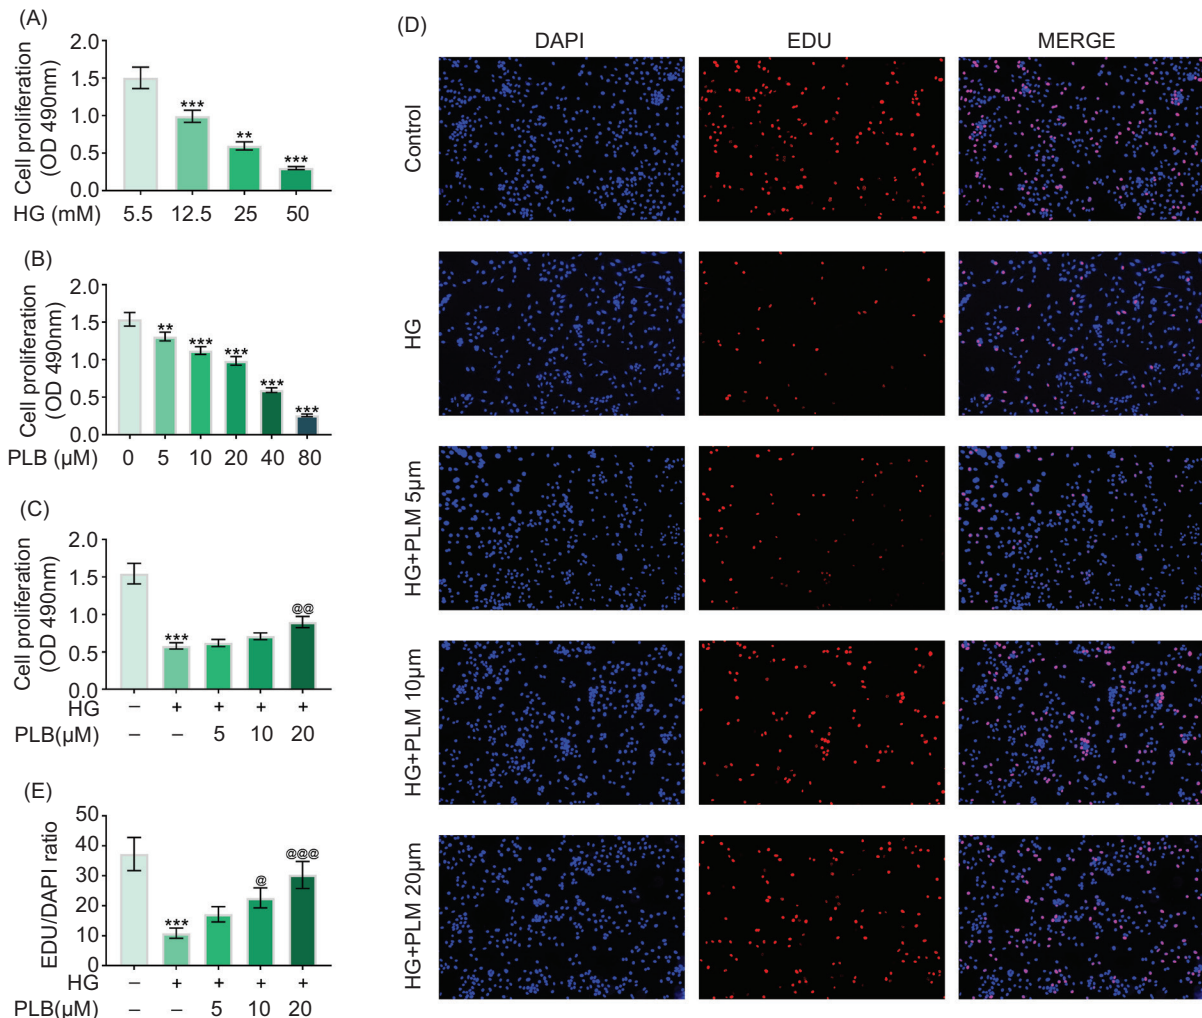 (A)
Cell proliferation
(OD 490nm)
2.0
1.5
1.0
0.5
0.0
***
**
***
HG (mM)
5.5 12.5 25 50
(B)
Cell proliferation
(OD 490nm)
2.0
1.5
1.0
0.5
0.0
**
***
***
***
***
PLB (µM)
0 5 10 20 40 80
(C)
Cell proliferation
(OD 490nm)
2.0
1.5
1.0
0.5
0.0
***
@@
HG
– + + + +
PLB(µM)
– – 5 10 20
(E)
EDU/DAPI ratio
50
40
30
20
10
0
***
@
@@@
HG
– + + + +
PLB(µM)
– – 5 10 20
(D)
DAPI EDU MERGE
Control
HG
HG+PLM 5µm
HG+PLM 10µm
HG+PLM 20µm